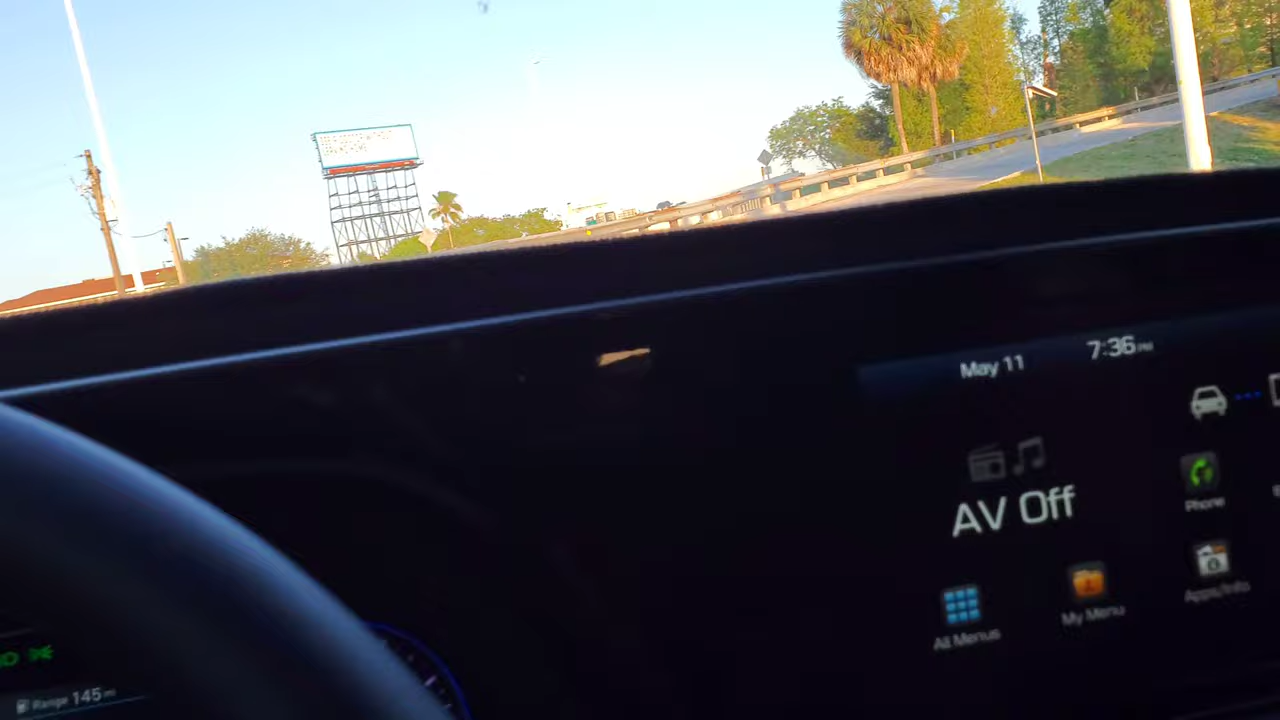 May 11
7:36 PM
AV Off
Phone
All Menus
My Menu
Apps/Info
Range 145 mi